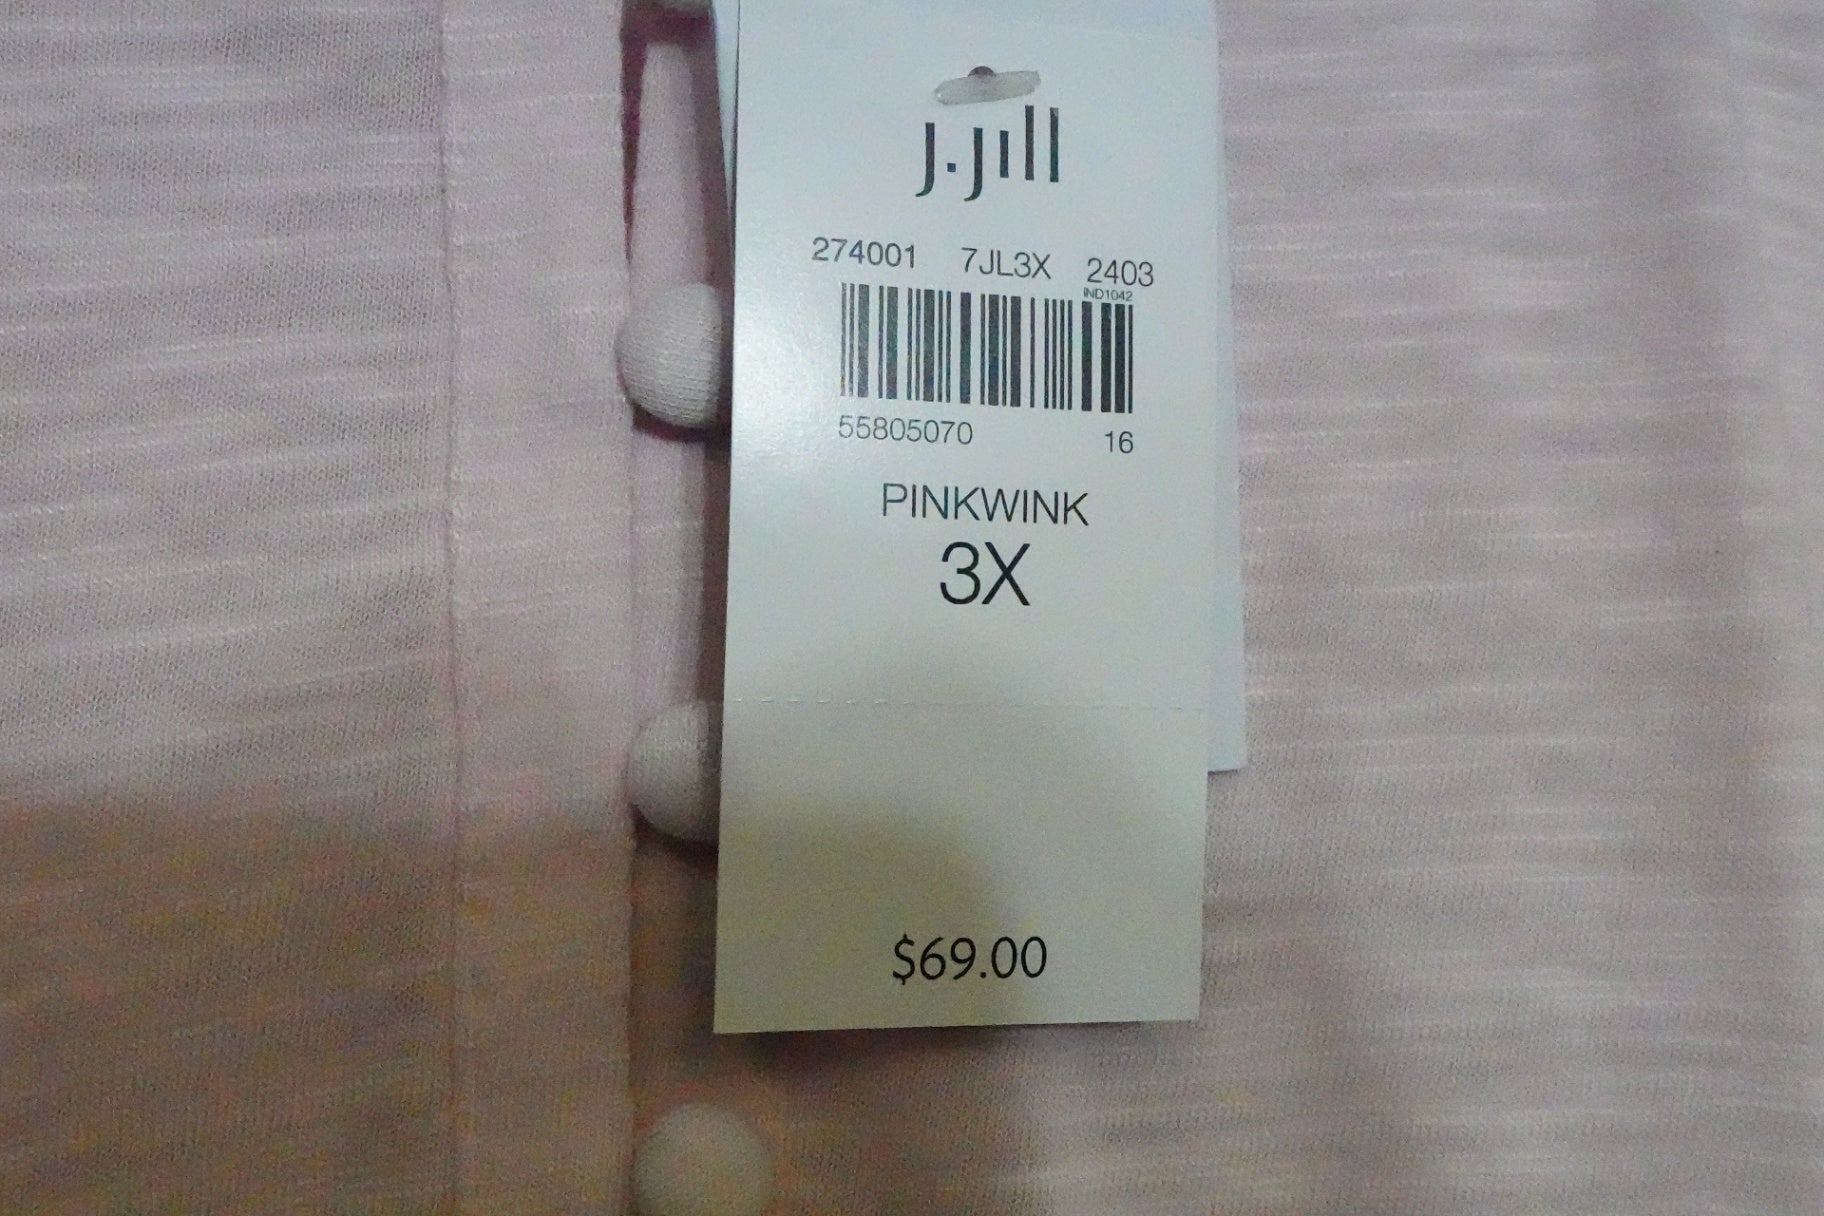 J.Jill
274001 7JL3X 2403
IND1042
55805070 16
PINKWINK
3X
$69.00